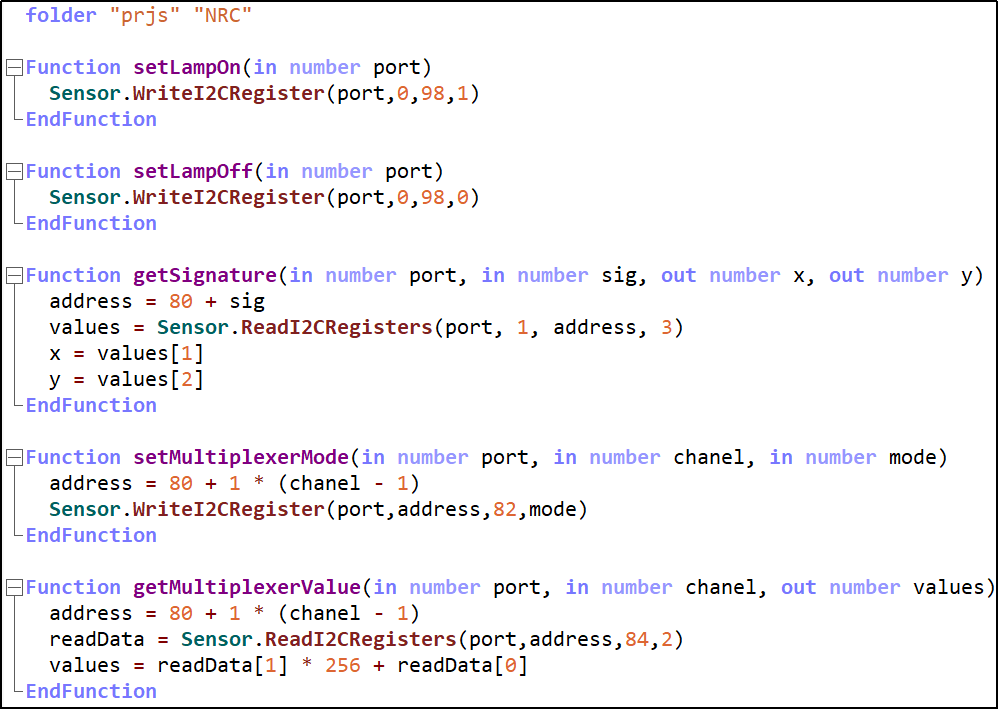 folder "prjs" "NRC"
Function setLampOn(in number port)
Sensor.WriteI2CRegister(port,0,98,1)
EndFunction
Function setLampOff(in number port)
Sensor.WriteI2CRegister(port,0,98,0)
EndFunction
Function getSignature(in number port, in number sig, out number x, out number y)
address = 80 + sig
values = Sensor.ReadI2CRegisters(port, 1, address, 3)
x = values[1]
y = values[2]
EndFunction
Function setMultiplexerMode(in number port, in number chanel, in number mode)
address = 80 + 1 * (chanel - 1)
Sensor.WriteI2CRegister(port,address,82,mode)
EndFunction
Function getMultiplexerValue(in number port, in number chanel, out number values)
address = 80 + 1 * (chanel - 1)
readData = Sensor.ReadI2CRegisters(port,address,84,2)
values = readData[1] * 256 + readData[0]
EndFunction